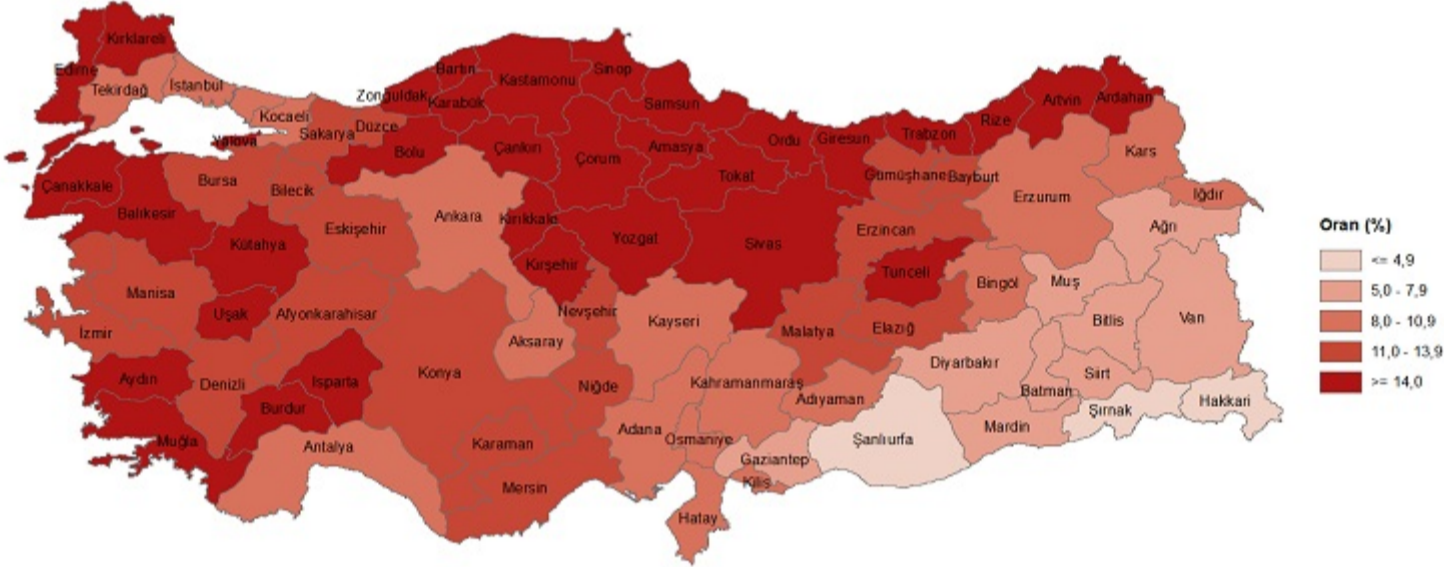 Kırklareli
Edirne
Tekirdağ
İstanbul
Kocaeli
Yalova
Sakarya
Düzce
Zonguldak
Bartın
Karabük
Kastamonu
Sinop
Samsun
Bolu
Çankırı
Çorum
Amasya
Tokat
Ordu
Giresun
Trabzon
Rize
Artvin
Ardahan
Kars
Iğdır
Gümüşhane
Bayburt
Erzurum
Ağrı
Çanakkale
Balıkesir
Bursa
Bilecik
Kütahya
Eskişehir
Ankara
Kırıkkale
Kırşehir
Yozgat
Sivas
Erzincan
Tunceli
Bingöl
Muş
Bitlis
Van
Manisa
İzmir
Uşak
Afyonkarahisar
Konya
Aksaray
Nevşehir
Kayseri
Malatya
Elazığ
Diyarbakır
Batman
Siirt
Şırnak
Hakkari
Aydın
Denizli
Isparta
Burdur
Muğla
Antalya
Karaman
Mersin
Niğde
Adana
Kahramanmaraş
Osmaniye
Adıyaman
Gaziantep
Kilis
Hatay
Şanlıurfa
Mardin
Oran (%)
<= 4,9
5,0 - 7,9
8,0 - 10,9
11,0 - 13,9
>= 14,0